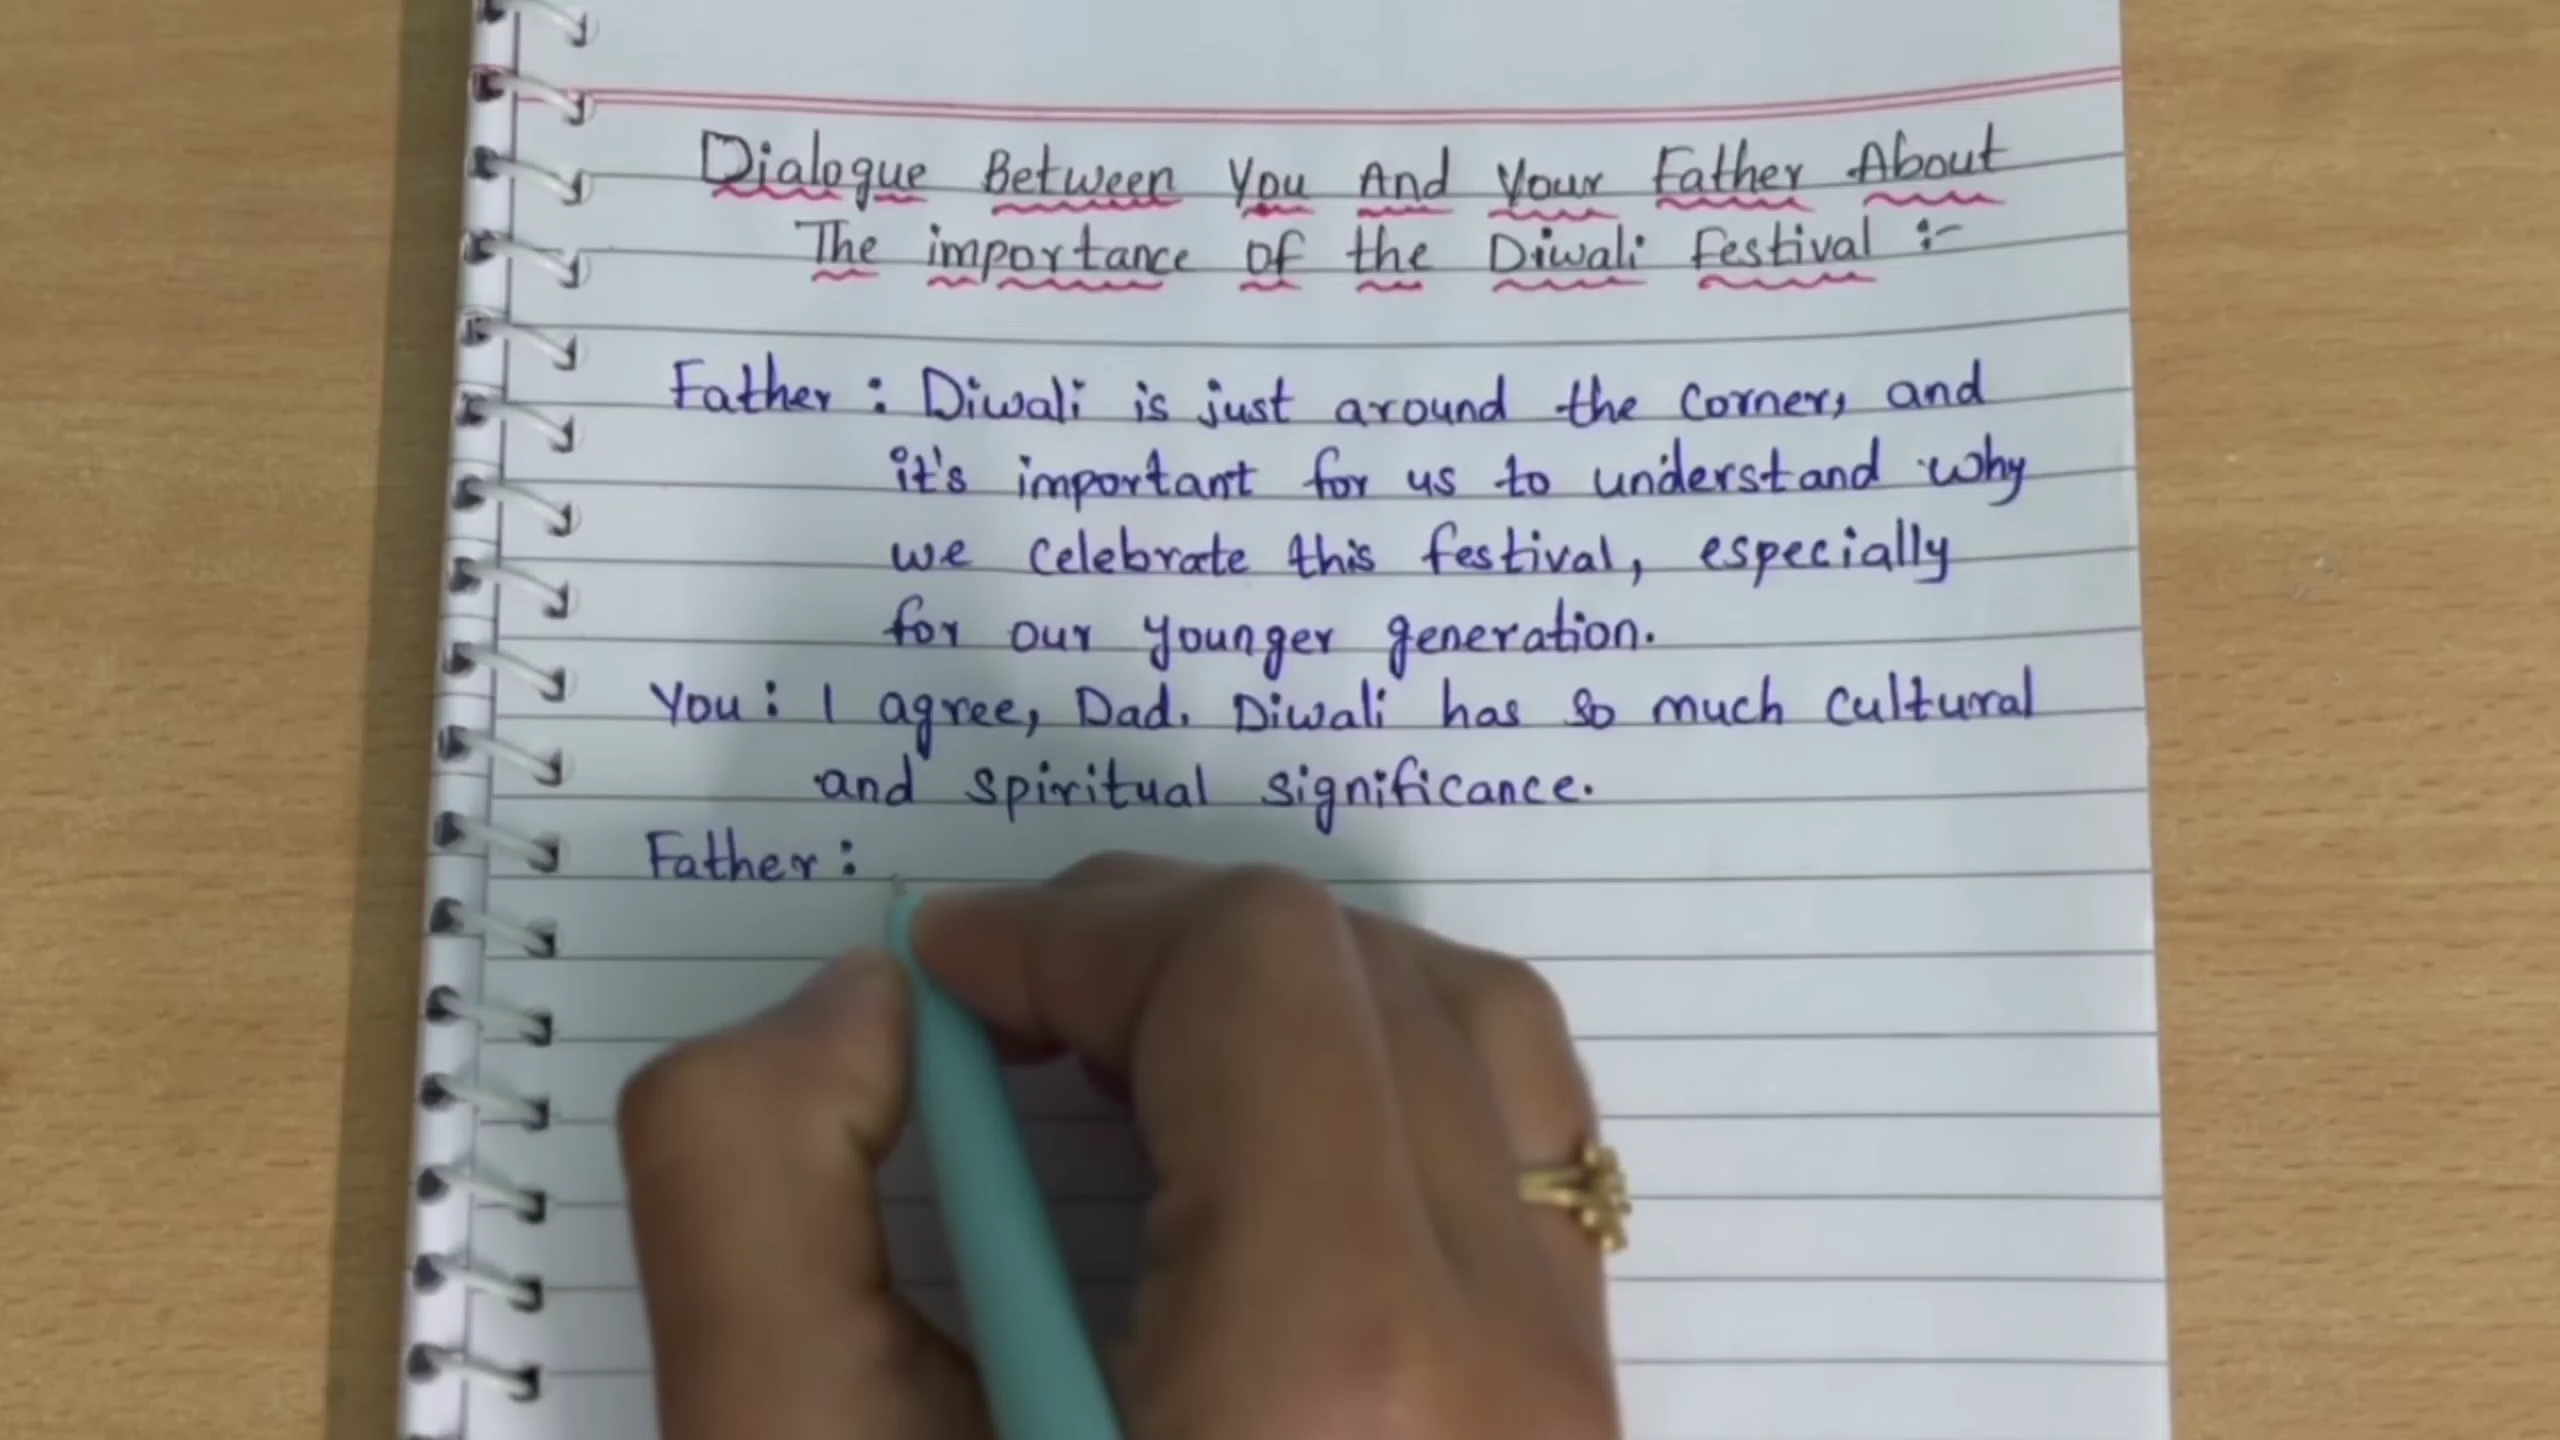 Dialogue Between You And Your Father About
The importance of the Diwali Festival :-
Father : Diwali is just around the corner, and
it's important for us to understand why
we celebrate this festival, especially
for our younger generation.
You : I agree, Dad. Diwali has so much cultural
and spiritual significance.
Father :